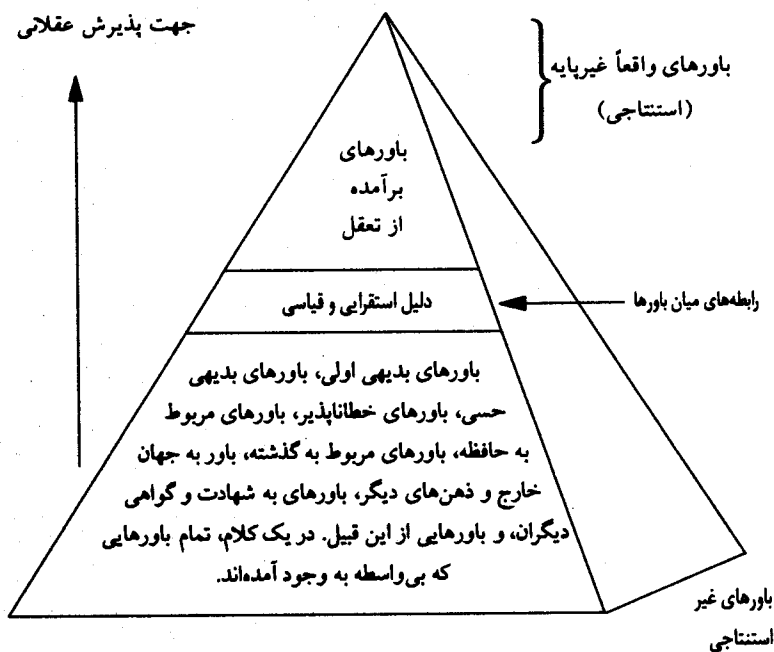 جهت پذیرش عقلانی
باورهای واقعاً غیرپایه
(استنتاجی)
باورهای
برآمده
از تعقل
دلیل استقرایی و قیاسی
رابطه‌های میان باورها
باورهای بدیهی اولی، باورهای بدیهی
حسی، باورهای خطاناپذیر، باورهای مربوط
به حافظه، باورهای مربوط به گذشته، باور به جهان
خارج و ذهن‌های دیگر، باورهای به شهادت و گواهی
دیگران، و باورهایی از این قبیل. در یک کلام، تمام باورهایی
که بی‌واسطه به وجود آمده‌اند.
باورهای غیر
استنتاجی